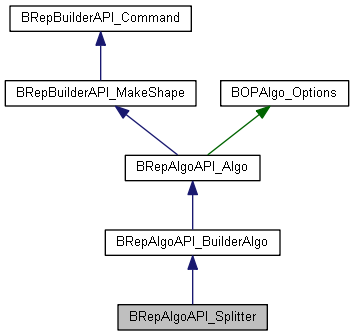 BRepBuilderAPI_Command
BRepBuilderAPI_MakeShape
BOPAlgo_Options
BRepAlgoAPI_Algo
BRepAlgoAPI_BuilderAlgo
BRepAlgoAPI_Splitter